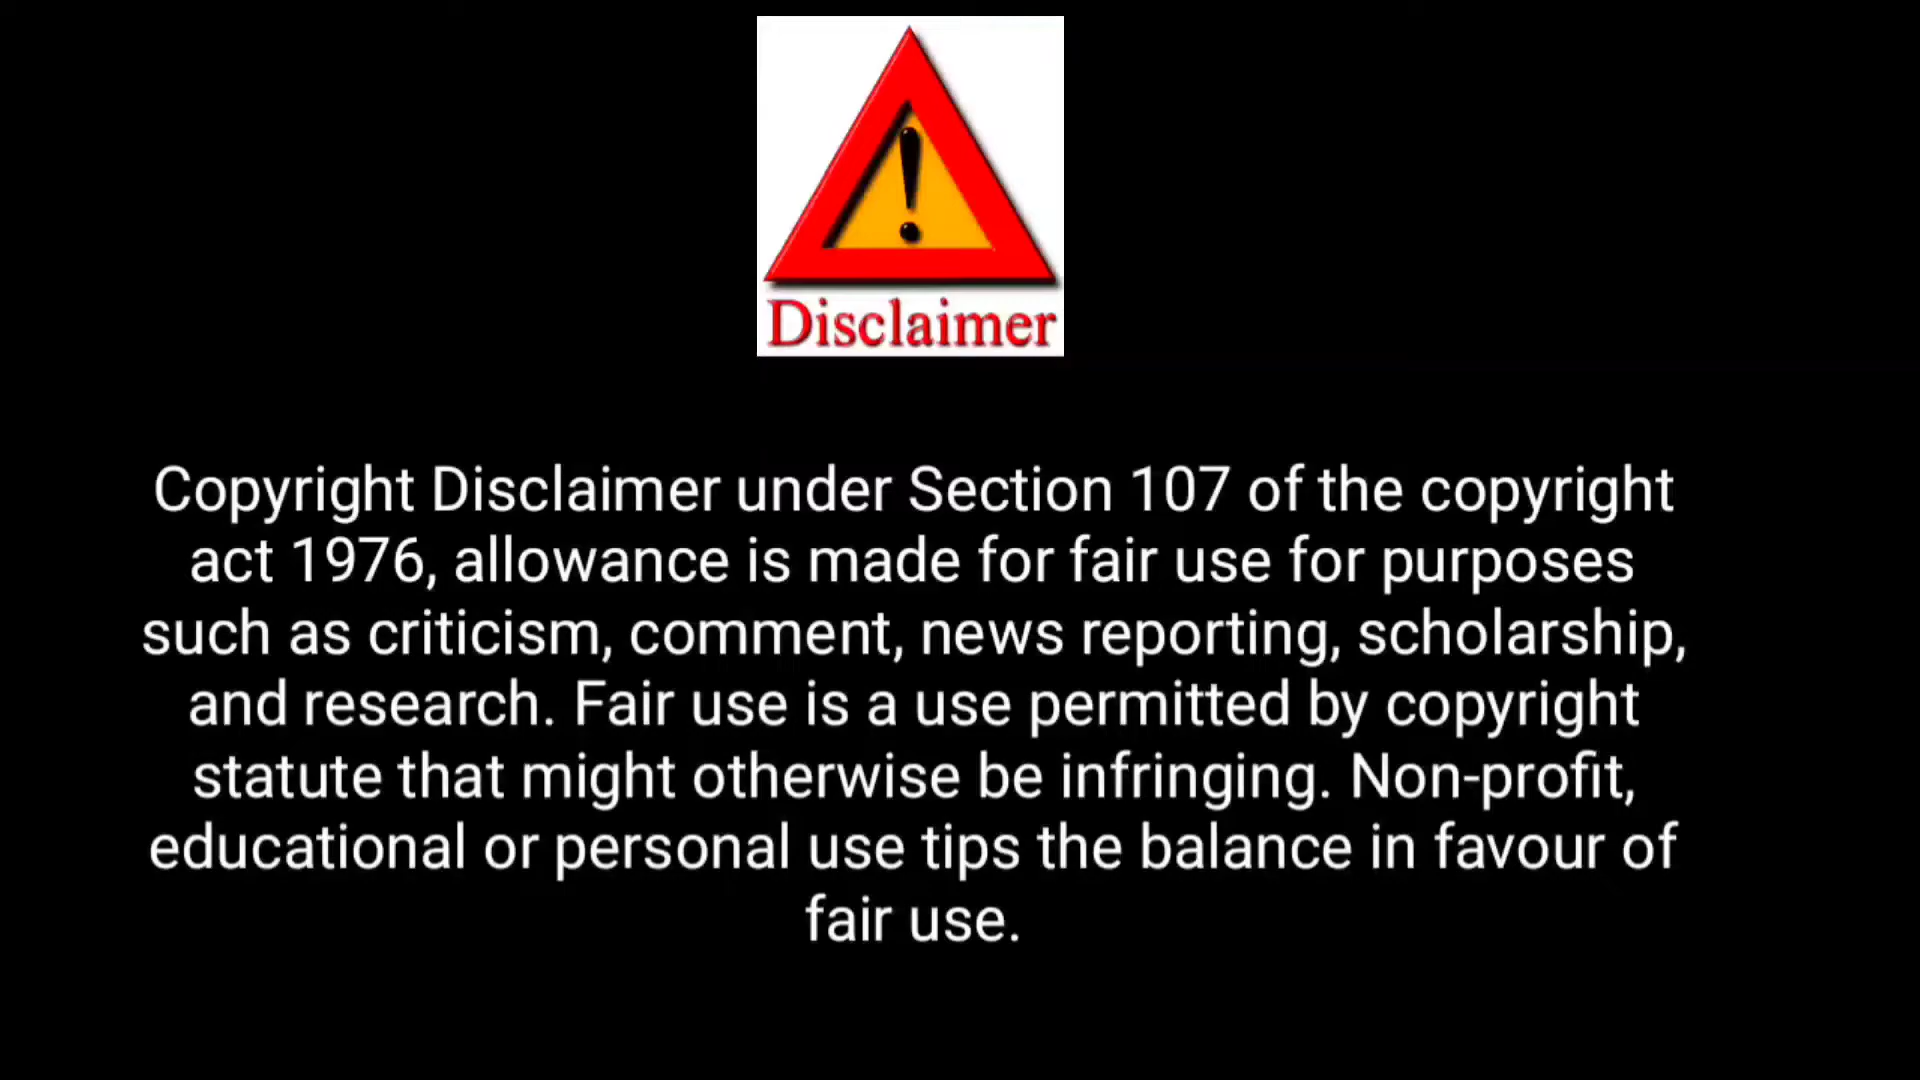 Disclaimer
Copyright Disclaimer under Section 107 of the copyright
act 1976, allowance is made for fair use for purposes
such as criticism, comment, news reporting, scholarship,
and research. Fair use is a use permitted by copyright
statute that might otherwise be infringing. Non-profit,
educational or personal use tips the balance in favour of
fair use.